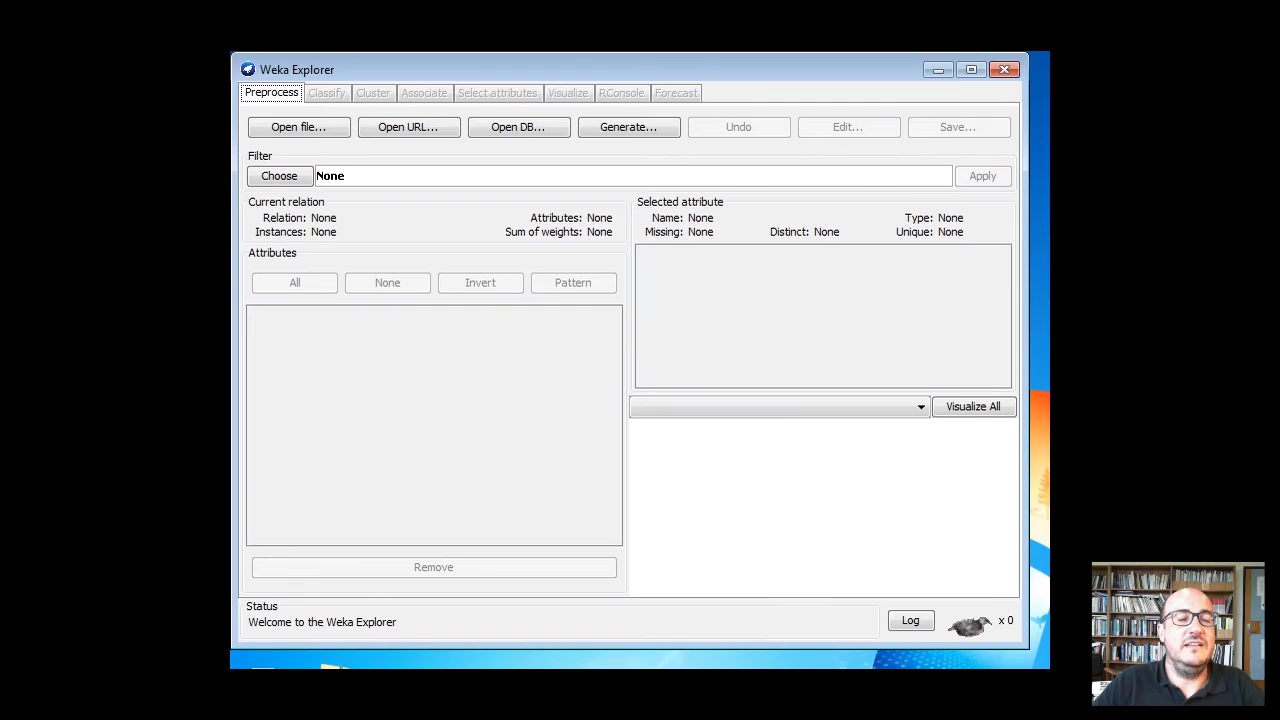 Weka Explorer
Preprocess Classify Cluster Associate Select attributes Visualize RConsole Forecast
Open file... Open URL... Open DB... Generate... Undo Edit... Save...
Filter
Choose None Apply
Current relation
Relation: None Attributes: None
Instances: None Sum of weights: None
Selected attribute
Name: None Type: None
Missing: None Distinct: None Unique: None
Attributes
All None Invert Pattern
Visualize All
Remove
Status
Welcome to the Weka Explorer
Log x 0